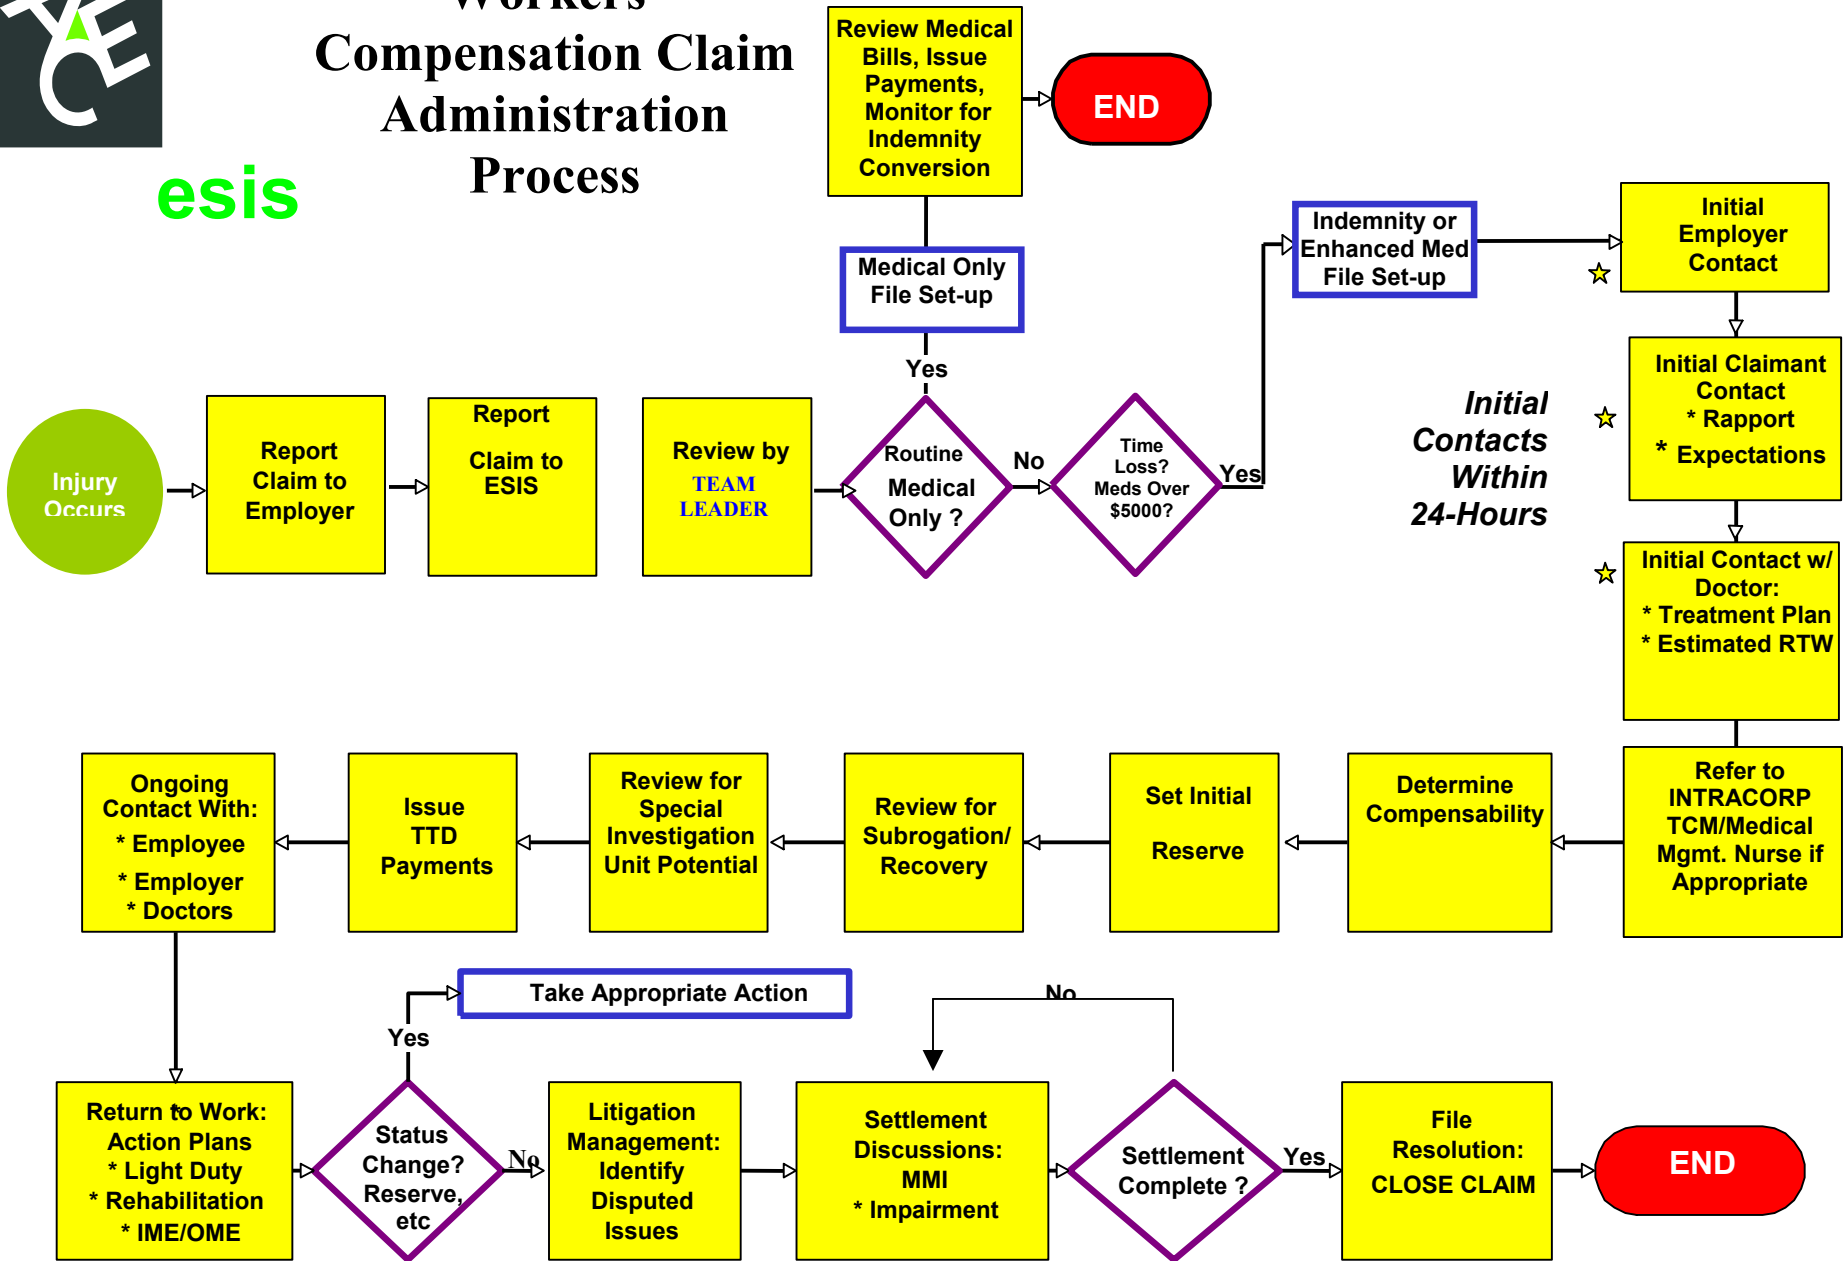 Workers
Compensation Claim
Administration
Process
esis
Review Medical
Bills, Issue
Payments,
Monitor for
Indemnity
Conversion
END
Medical Only
File Set-up
Yes
Indemnity or
Enhanced Med
File Set-up
Initial
Employer
Contact
Injury
Occurs
Report
Claim to
Employer
Report
Claim to
ESIS
Review by
TEAM
LEADER
Routine
Medical
Only ?
No
Time
Loss?
Meds Over
$5000?
Yes
Initial
Contacts
Within
24-Hours
Initial Claimant
Contact
* Rapport
* Expectations
Initial Contact w/
Doctor:
* Treatment Plan
* Estimated RTW
Refer to
INTRACORP
TCM/Medical
Mgmt. Nurse if
Appropriate
Determine
Compensability
Set Initial
Reserve
Review for
Subrogation/
Recovery
Review for
Special
Investigation
Unit Potential
Issue
TTD
Payments
Ongoing
Contact With:
* Employee
* Employer
* Doctors
Return to Work:
*
Action Plans
* Light Duty
* Rehabilitation
* IME/OME
Status
Change?
Reserve,
etc
Yes
Take Appropriate Action
No
Litigation
Management:
Identify
Disputed
Issues
Settlement
Discussions:
MMI
* Impairment
No
Settlement
Complete ?
Yes
File
Resolution:
CLOSE CLAIM
END